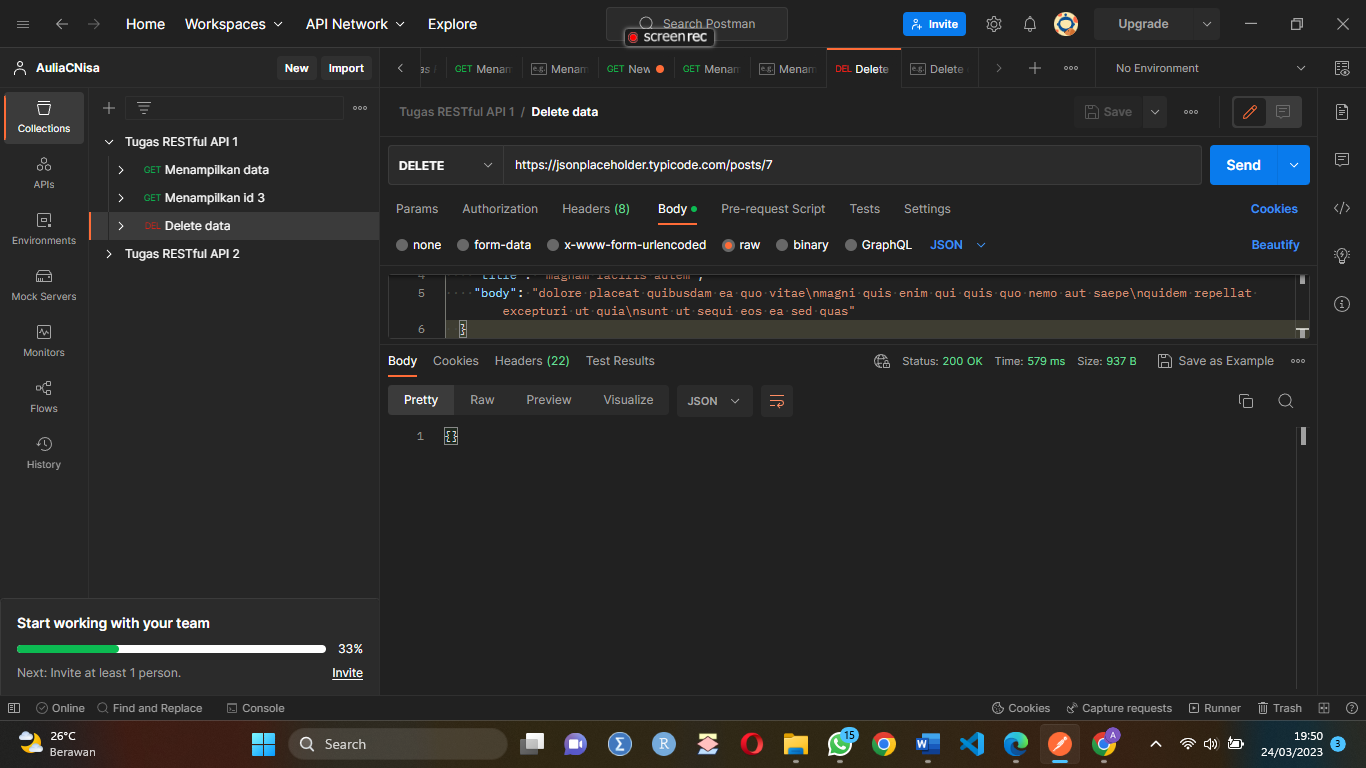 Home Workspaces API Network Explore Search Postman Invite Upgrade
screenrec
AuliaCNisa New Import GET Menam e.g. Menam GET New GET Menam e.g. Menam DEL Delete e.g. Delete No Environment
Collections
APIs
Environments
Mock Servers
Monitors
Flows
History
Tugas RESTful API 1
GET Menampilkan data
GET Menampilkan id 3
DEL Delete data
Tugas RESTful API 2
Tugas RESTful API 1 / Delete data Save
DELETE https://jsonplaceholder.typicode.com/posts/7 Send
Params Authorization Headers (8) Body Pre-request Script Tests Settings Cookies
none form-data x-www-form-urlencoded raw binary GraphQL JSON Beautify
4 "title": "magnam facilis autem",
5 "body": "dolore placeat quibusdam ea quo vitae\nmagni quis enim qui quis quo nemo aut saepe\nquidem repellat
excepturi ut quia\nsunt ut sequi eos ea sed quas"
6 }
Body Cookies Headers (22) Test Results Status: 200 OK Time: 579 ms Size: 937 B Save as Example
Pretty Raw Preview Visualize JSON
1 {}
Start working with your team
33%
Next: Invite at least 1 person. Invite
Online Find and Replace Console Cookies Capture requests Runner Trash
26°C
Berawan
Search
15
A
19:50
24/03/2023
3